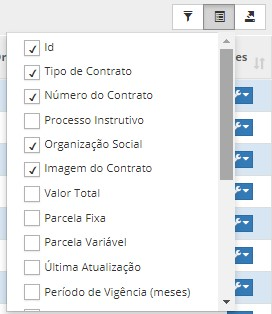 Id
Tipo de Contrato
Número do Contrato
Processo Instrutivo
Organização Social
Imagem do Contrato
Valor Total
Parcela Fixa
Parcela Variável
Última Atualização
Período de Vigência (meses)